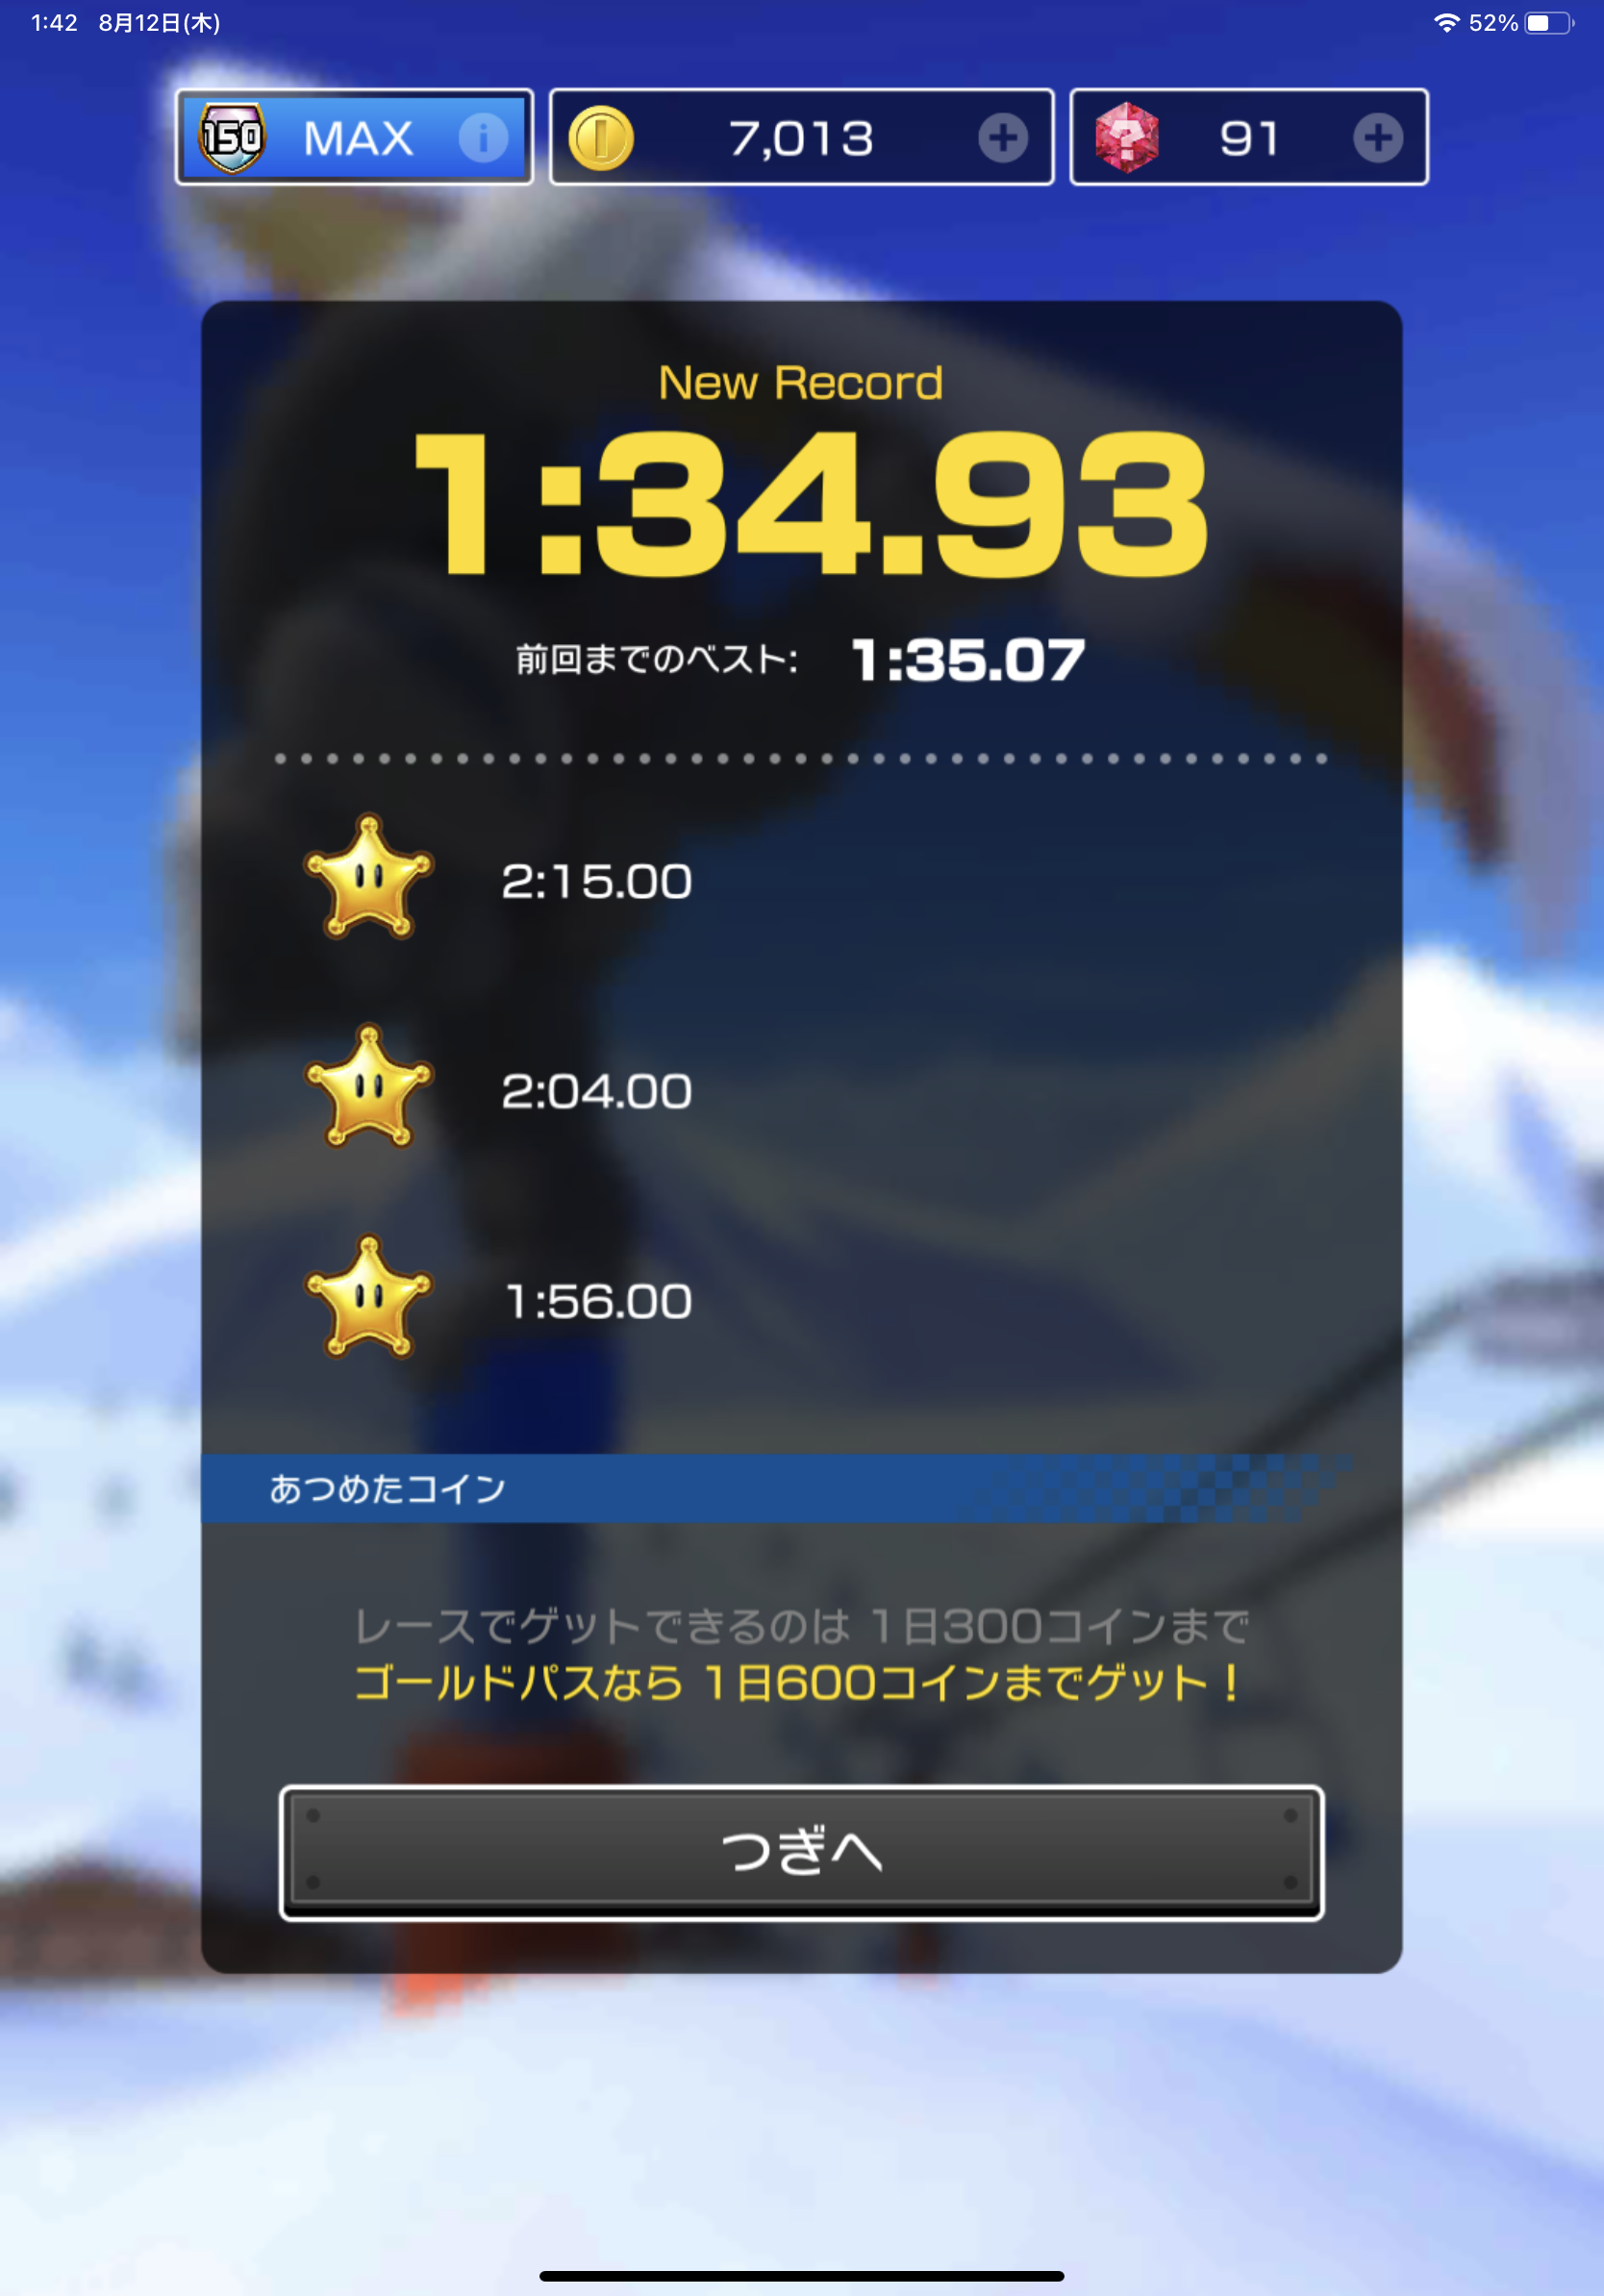 1:42 8月12日(木) 52%
150 MAX i 7,013 + ? 91 +
New Record
1:34.93
前回までのベスト: 1:35.07
2:15.00
2:04.00
1:56.00
あつめたコイン
レースでゲットできるのは 1日300コインまで
ゴールドパスなら 1日600コインまでゲット!
つぎへ